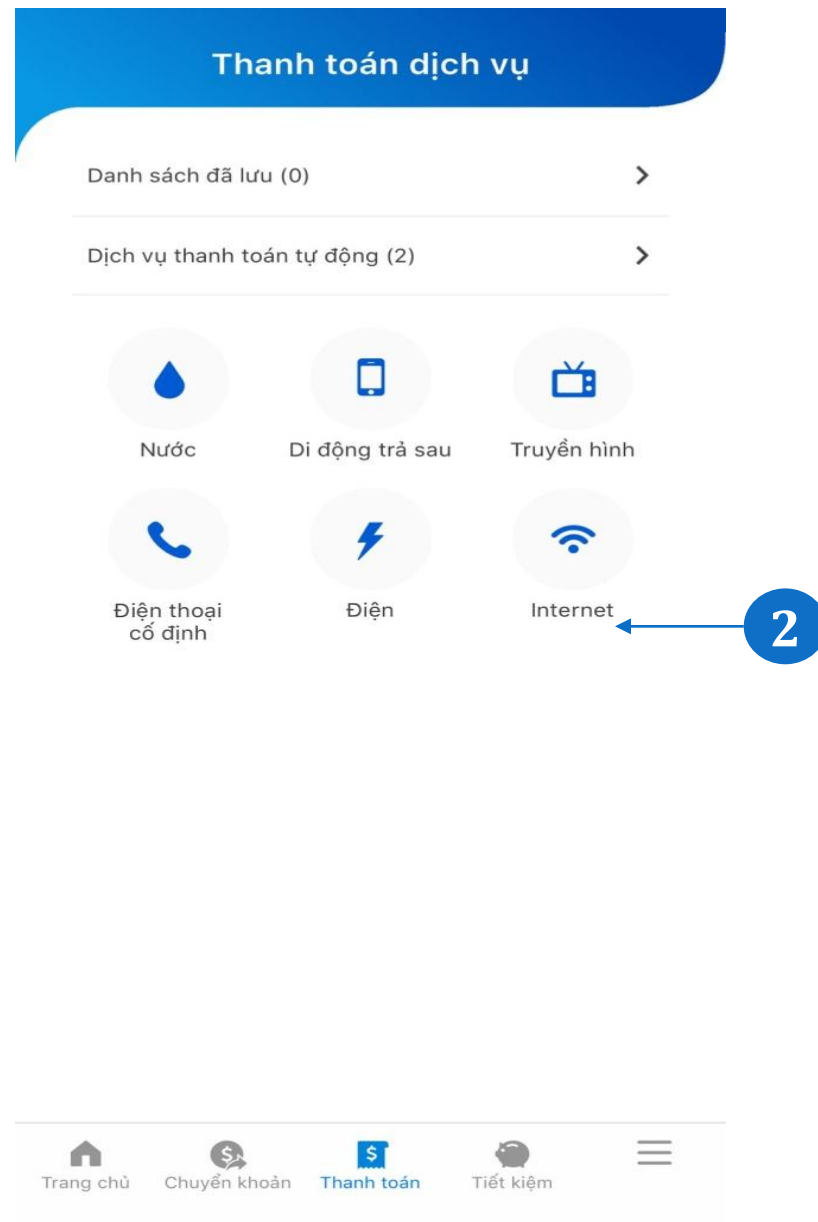 Thanh toán dịch vụ
Danh sách đã lưu (0)
Dịch vụ thanh toán tự động (2)
Nước
Di động trả sau
Truyền hình
Điện thoại
cố định
Điện
Internet
2
Trang chủ
Chuyển khoản
Thanh toán
Tiết kiệm